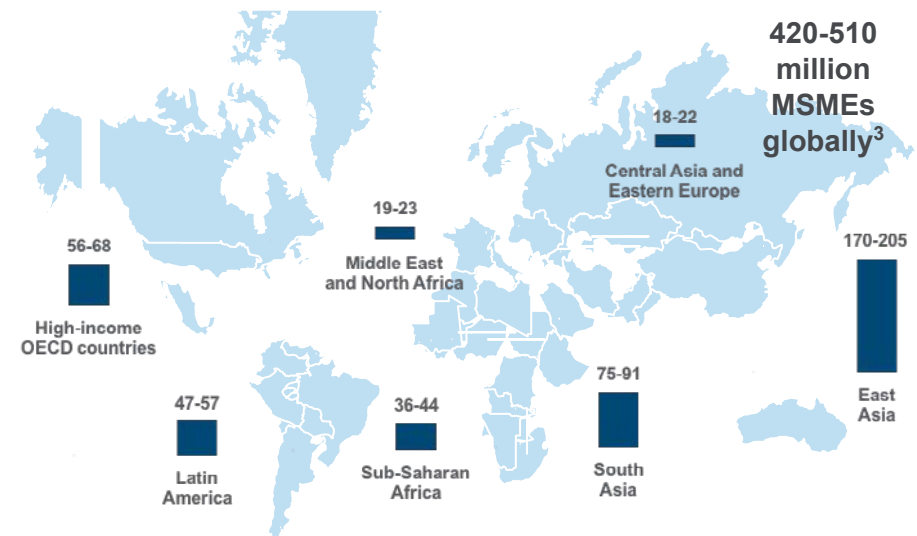 420-510
million
MSMEs
globally3
18-22
Central Asia and
Eastern Europe
19-23
Middle East
and North Africa
56-68
High-income
OECD countries
170-205
East
Asia
75-91
South
Asia
47-57
Latin
America
36-44
Sub-Saharan
Africa